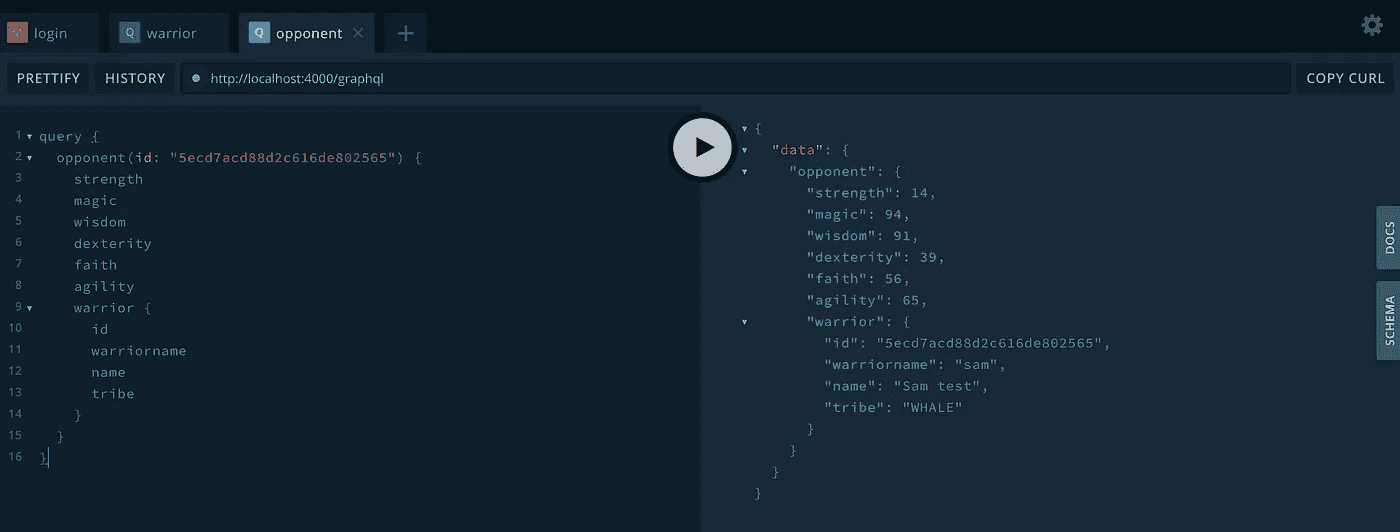 login
Q warrior
Q opponent ×
+
PRETTIFY
HISTORY
http://localhost:4000/graphql
COPY CURL
1 query {
2 opponent(id: "5ecd7acd88d2c616de802565") {
3 strength
4 magic
5 wisdom
6 dexterity
7 faith
8 agility
9 warrior {
10 id
11 warriorname
12 name
13 tribe
14 }
15 }
16 }
{
"data": {
"opponent": {
"strength": 14,
"magic": 94,
"wisdom": 91,
"dexterity": 39,
"faith": 56,
"agility": 65,
"warrior": {
"id": "5ecd7acd88d2c616de802565",
"warriorname": "sam",
"name": "Sam test",
"tribe": "WHALE"
}
}
}
}
DOCS
SCHEMA